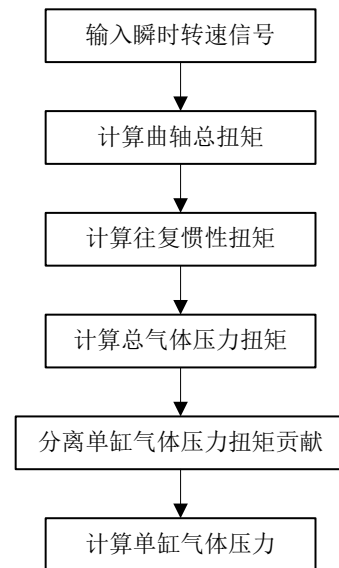 输入瞬时转速信号
计算曲轴总扭矩
计算往复惯性扭矩
计算总气体压力扭矩
分离单缸气体压力扭矩贡献
计算单缸气体压力